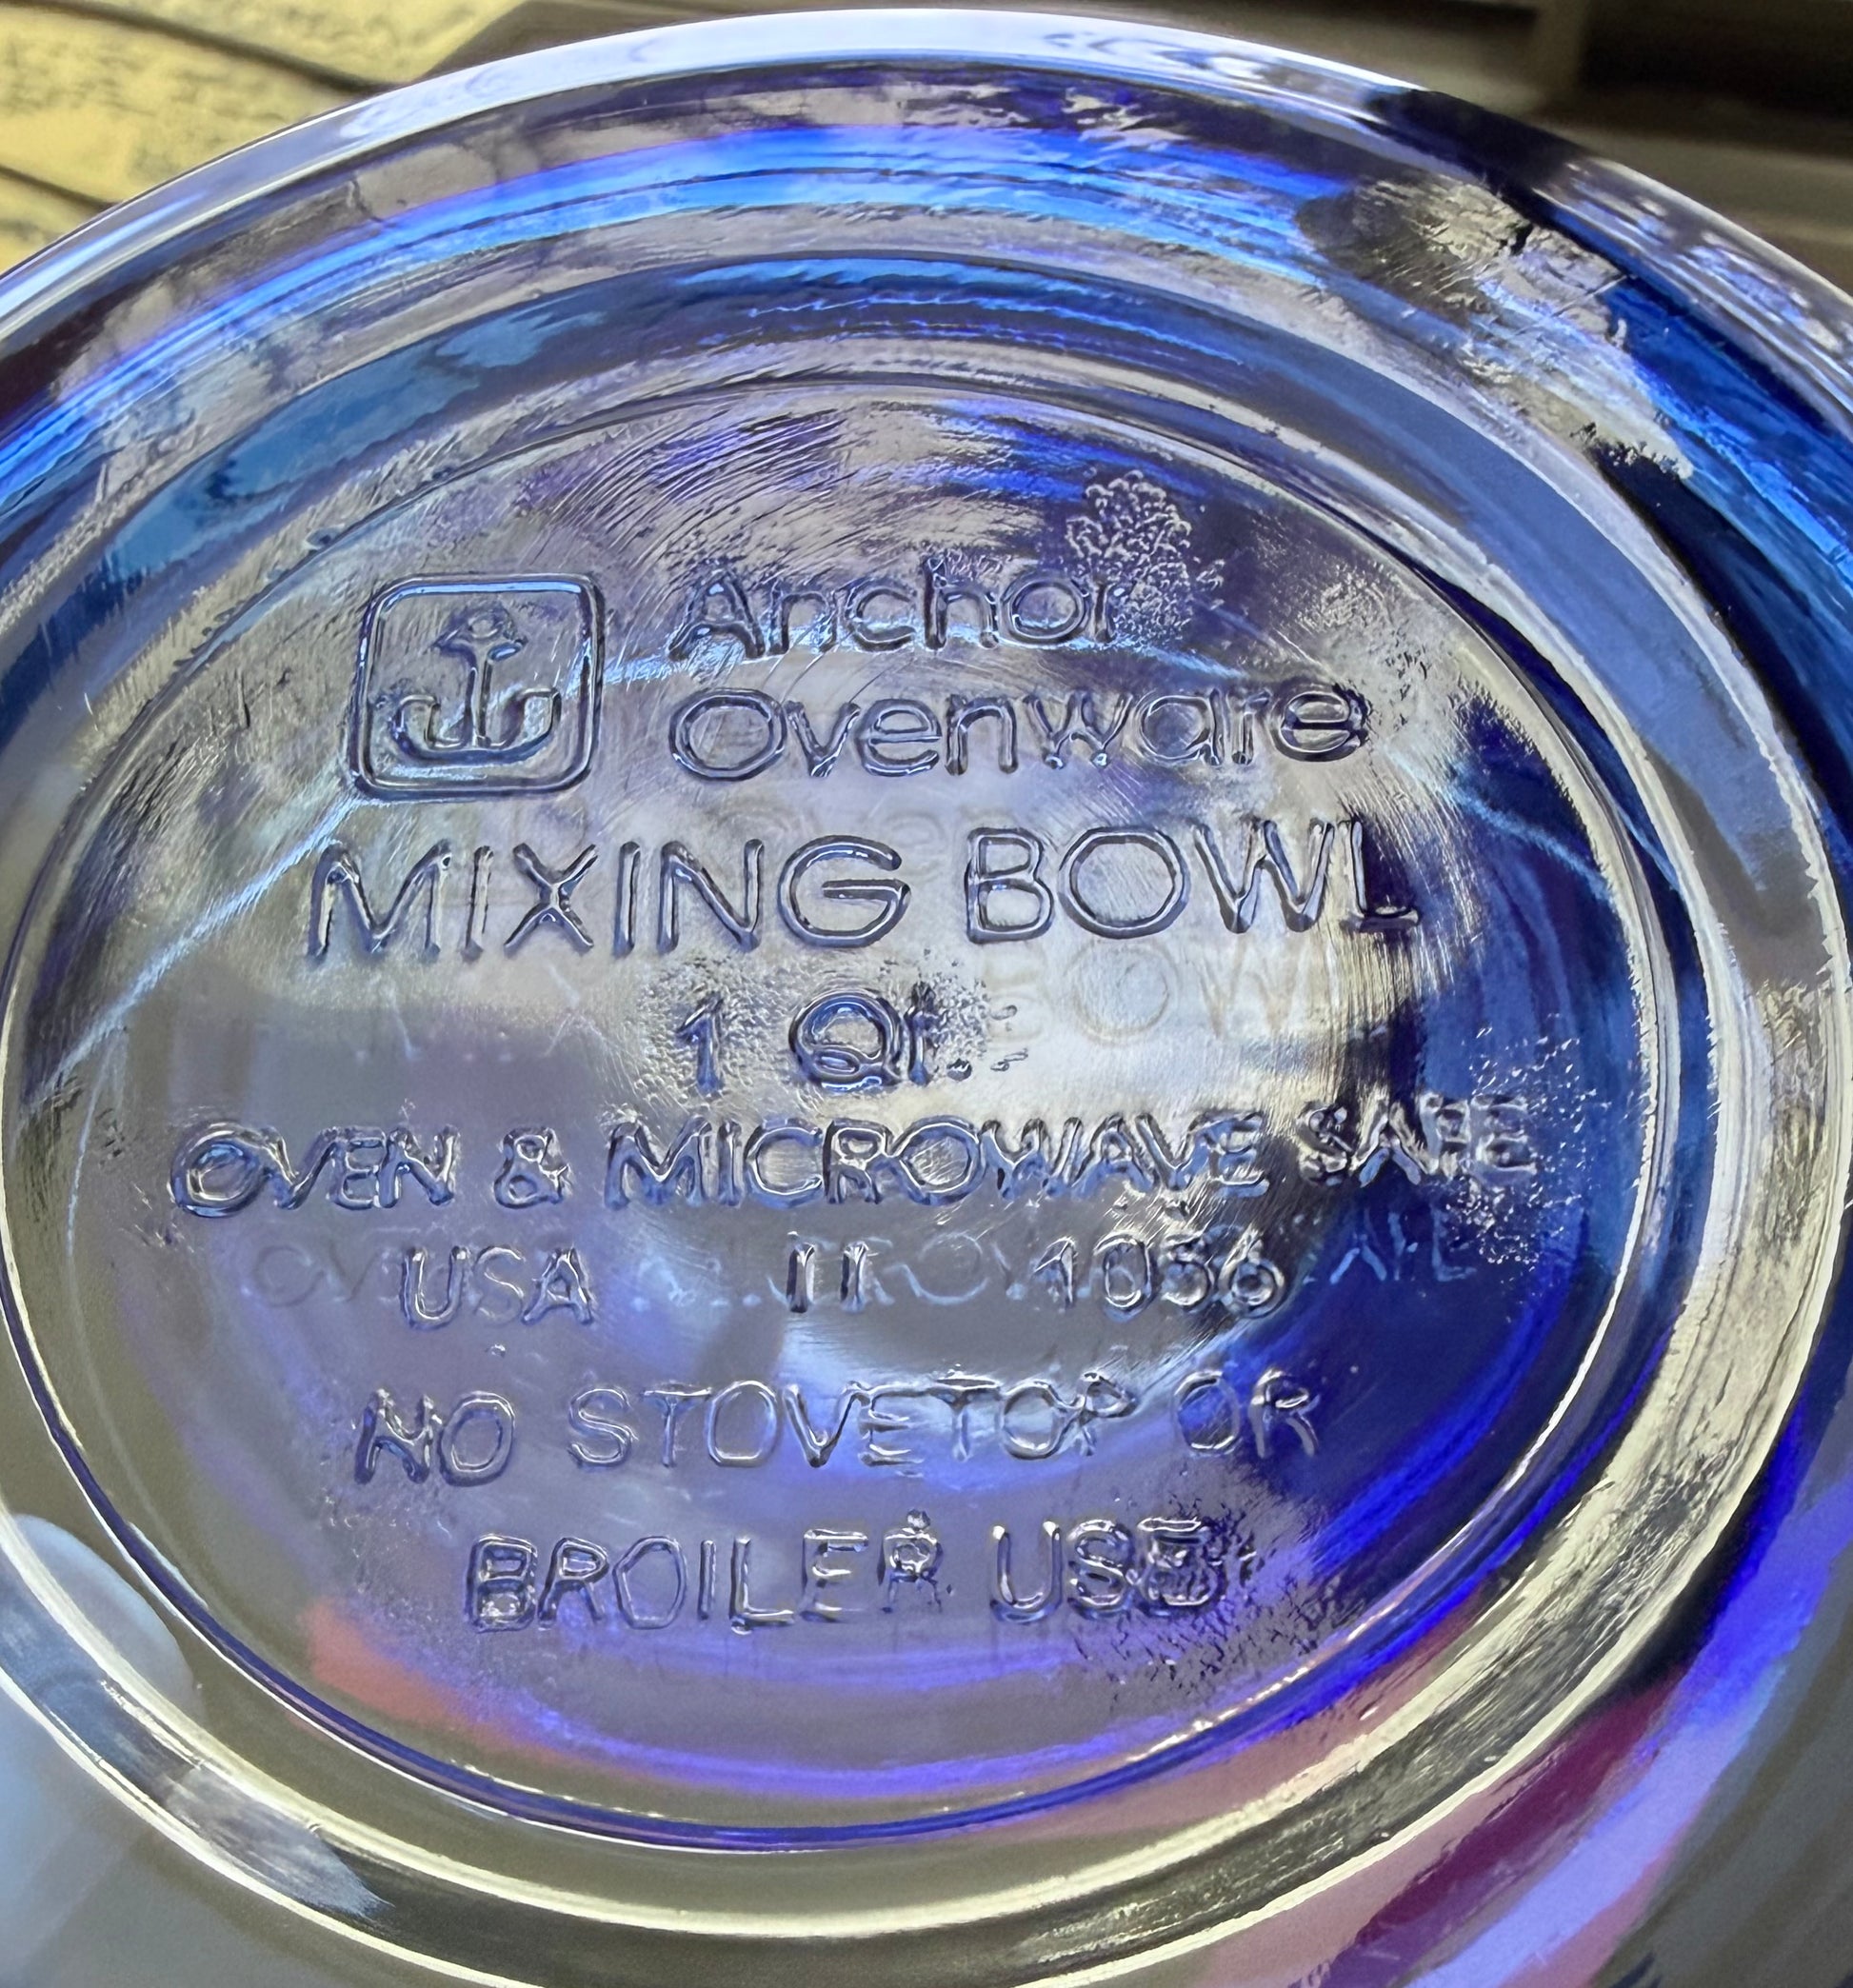 Anchor
Ovenware
MIXING BOWL
1 Qt.
OVEN & MICROWAVE SAFE
USA 11 1056
NO STOVETOP OR
BROILER USE